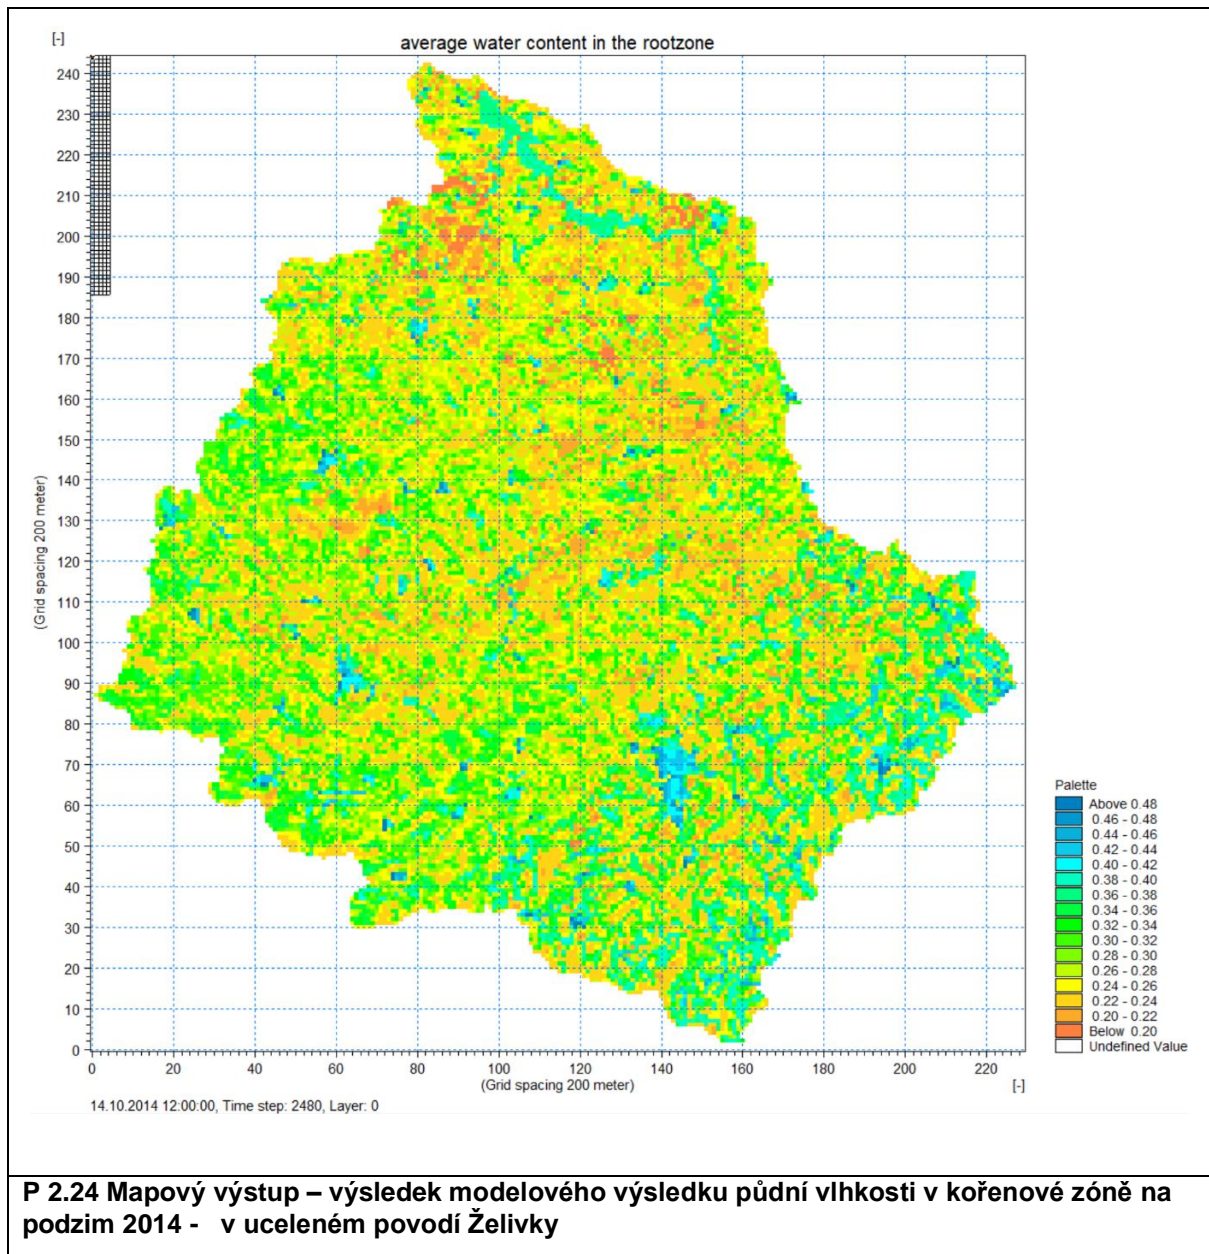 [-]
average water content in the rootzone
240
230
220
210
200
190
180
170
160
150
140
130
120
110
100
90
80
70
60
50
40
30
20
10
0
(Grid spacing 200 meter)
0 20 40 60 80 100 120 140 160 180 200 220
(Grid spacing 200 meter)
[-]
14.10.2014 12:00:00, Time step: 2480, Layer: 0
Palette
Above 0.48
0.46 - 0.48
0.44 - 0.46
0.42 - 0.44
0.40 - 0.42
0.38 - 0.40
0.36 - 0.38
0.34 - 0.36
0.32 - 0.34
0.30 - 0.32
0.28 - 0.30
0.26 - 0.28
0.24 - 0.26
0.22 - 0.24
0.20 - 0.22
Below 0.20
Undefined Value
P 2.24 Mapový výstup – výsledek modelového výsledku půdní vlhkosti v kořenové zóně na
podzim 2014 - v uceleném povodí Želivky